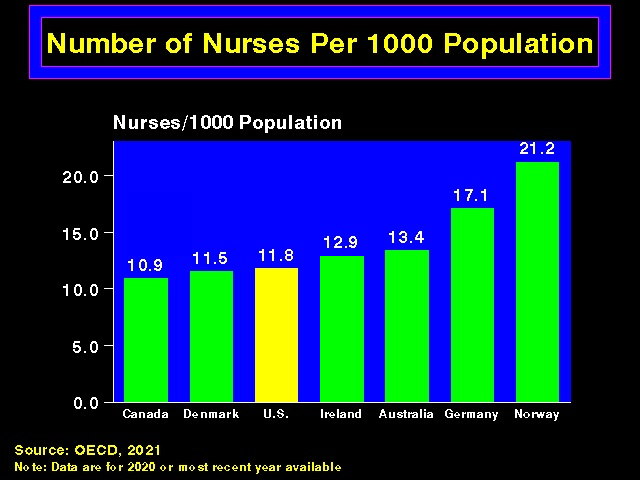 Number of Nurses Per 1000 Population
Nurses/1000 Population
20.0
15.0
10.0
5.0
0.0
10.9
11.5
11.8
12.9
13.4
17.1
21.2
Canada Denmark U.S. Ireland Australia Germany Norway
Source: OECD, 2021
Note: Data are for 2020 or most recent year available